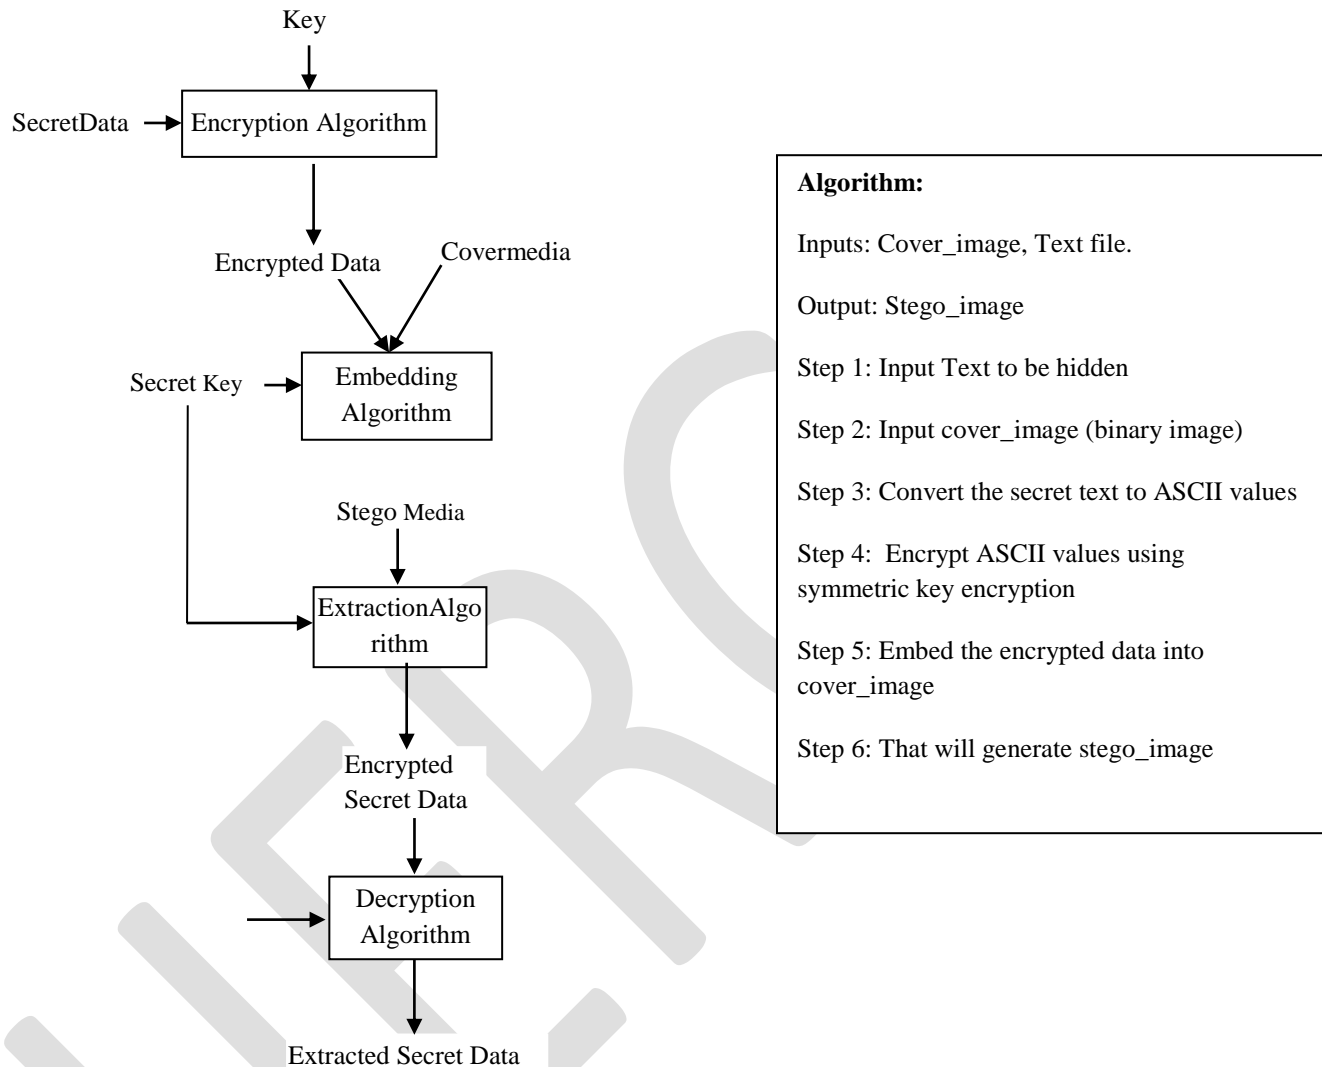 Key
SecretData
Encryption Algorithm
Encrypted Data
Covermedia
Secret Key
Embedding
Algorithm
Stego Media
ExtractionAlgo
rithm
Encrypted
Secret Data
Decryption
Algorithm
Extracted Secret Data
Algorithm:
Inputs: Cover_image, Text file.
Output: Stego_image
Step 1: Input Text to be hidden
Step 2: Input cover_image (binary image)
Step 3: Convert the secret text to ASCII values
Step 4:  Encrypt ASCII values using
symmetric key encryption
Step 5: Embed the encrypted data into
cover_image
Step 6: That will generate stego_image